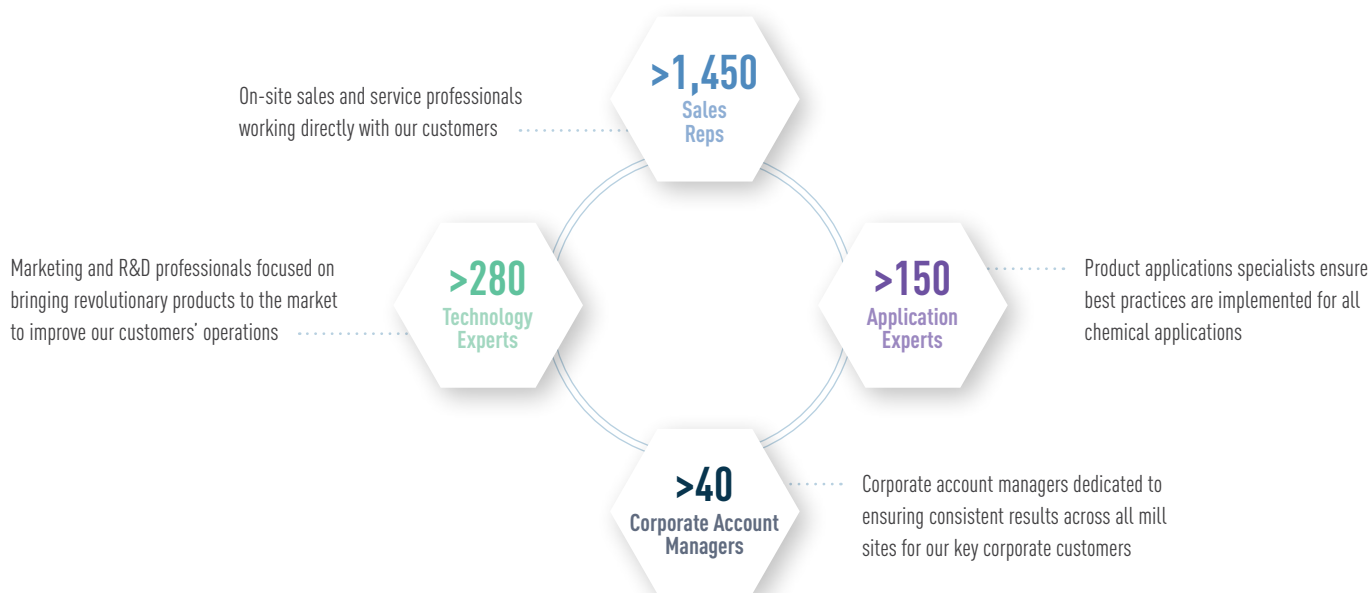 >1,450
Sales
Reps
On-site sales and service professionals
working directly with our customers
>280
Technology
Experts
Marketing and R&D professionals focused on
bringing revolutionary products to the market
to improve our customers' operations
>150
Application
Experts
Product applications specialists ensure
best practices are implemented for all
chemical applications
>40
Corporate Account
Managers
Corporate account managers dedicated to
ensuring consistent results across all mill
sites for our key corporate customers